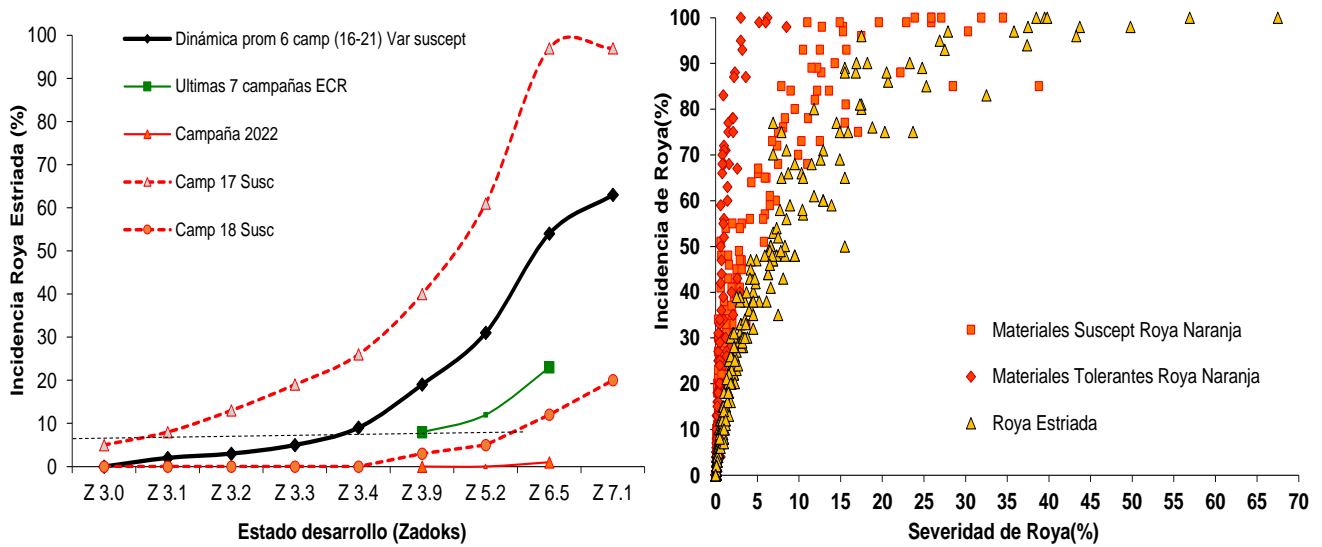 Incidencia Roya Estriada (%)
100
90
80
70
60
50
40
30
20
10
0
Dinámica prom 6 camp (16-21) Var suscept
Ultimas 7 campañas ECR
Campaña 2022
Camp 17 Susc
Camp 18 Susc
Z 3.0
Z 3.1
Z 3.2
Z 3.3
Z 3.4
Z 3.9
Z 5.2
Z 6.5
Z 7.1
Estado desarrollo (Zadoks)
Incidencia de Roya(%)
100
90
80
70
60
50
40
30
20
10
0
Materiales Suscept Roya Naranja
Materiales Tolerantes Roya Naranja
Roya Estriada
0
5
10
15
20
25
30
35
40
45
50
55
60
65
70
Severidad de Roya(%)